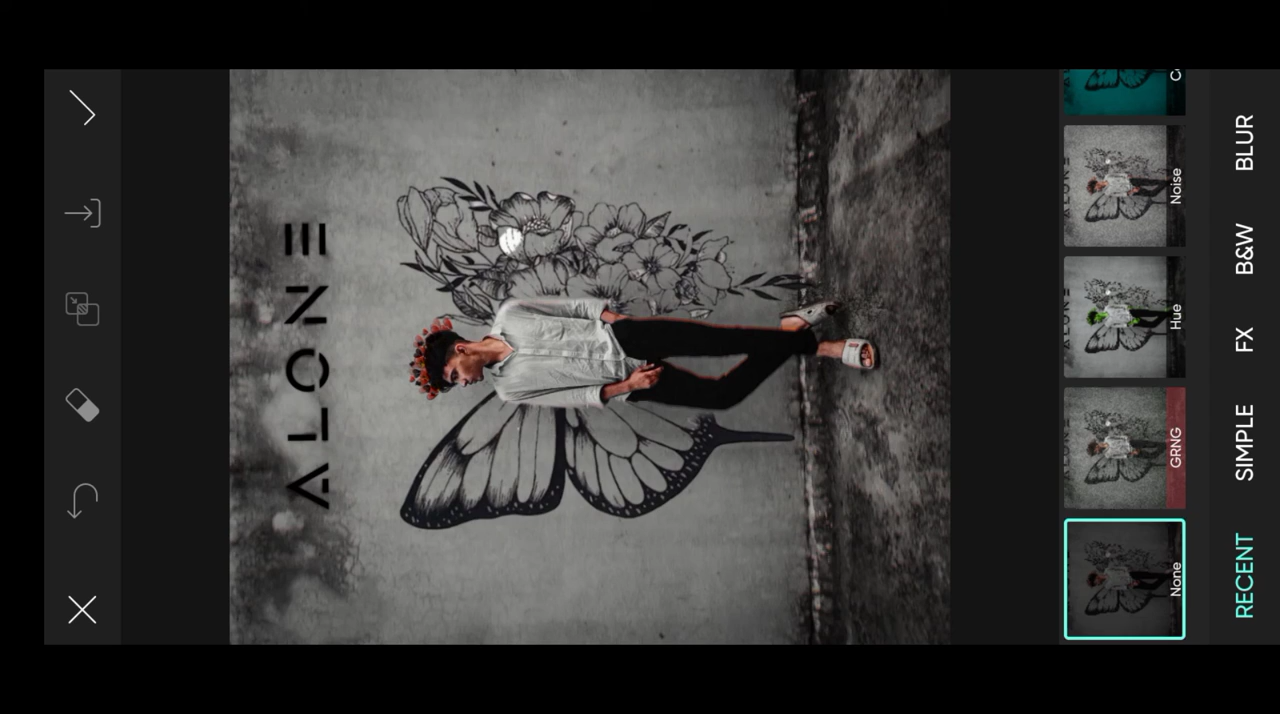 ALONE
None
GRNG
Hue
Noise
RECENT
SIMPLE
FX
B&W
BLUR